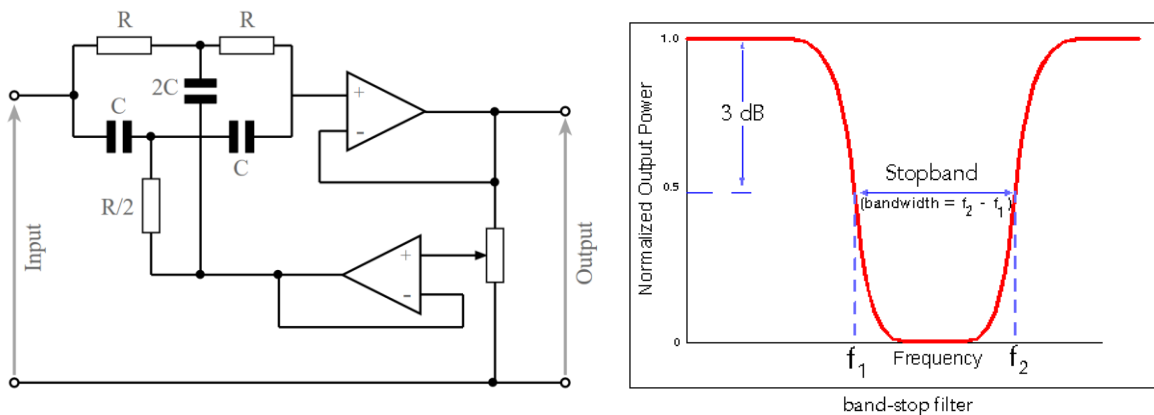 R
R
2C
C
C
R/2
+
-
+
-
Input
Output
Normalized Output Power
1.0
0.5
0
3 dB
Stopband
(bandwidth = f2 - f1)
f1
Frequency
f2
band-stop filter